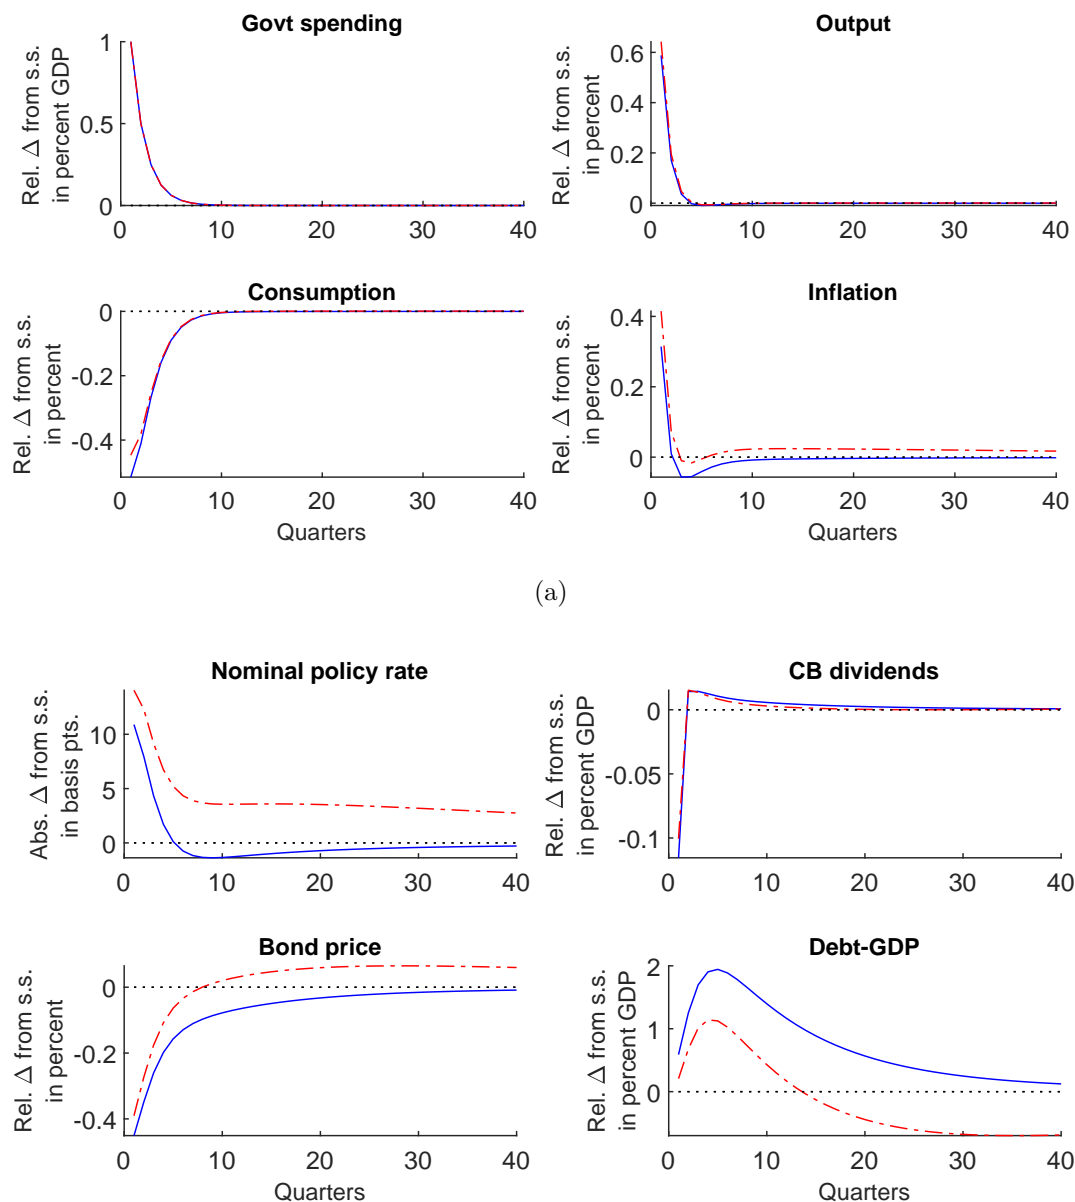 Govt spending
Rel. Δ from s.s.
in percent GDP
1
0.5
0
0 10 20 30 40
Output
Rel. Δ from s.s.
in percent
0.6
0.4
0.2
0
0 10 20 30 40
Consumption
Rel. Δ from s.s.
in percent
0
-0.2
-0.4
0 10 20 30 40
Quarters
Inflation
Rel. Δ from s.s.
in percent
0.4
0.2
0
0 10 20 30 40
Quarters
(a)
Nominal policy rate
Abs. Δ from s.s.
in basis pts.
10
5
0
0 10 20 30 40
CB dividends
Rel. Δ from s.s.
in percent GDP
0
-0.05
-0.1
0 10 20 30 40
Bond price
Rel. Δ from s.s.
in percent
0
-0.2
-0.4
0 10 20 30 40
Quarters
Debt-GDP
Rel. Δ from s.s.
in percent GDP
2
1
0
0 10 20 30 40
Quarters